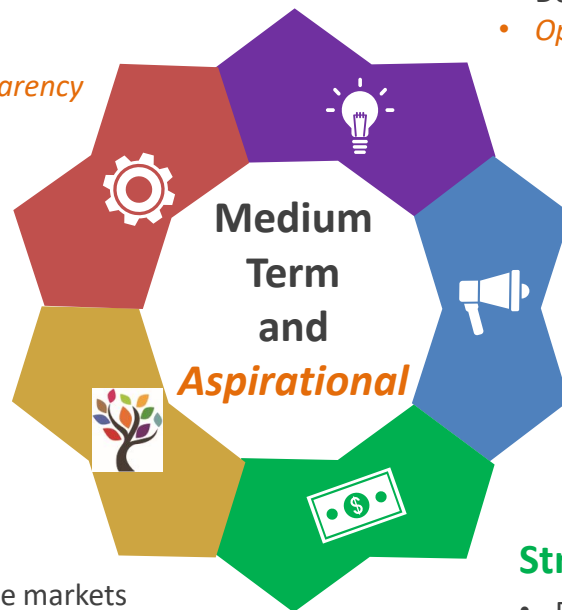 • Op
arency
Medium
Term
and
Aspirational
$
Str
e markets
•